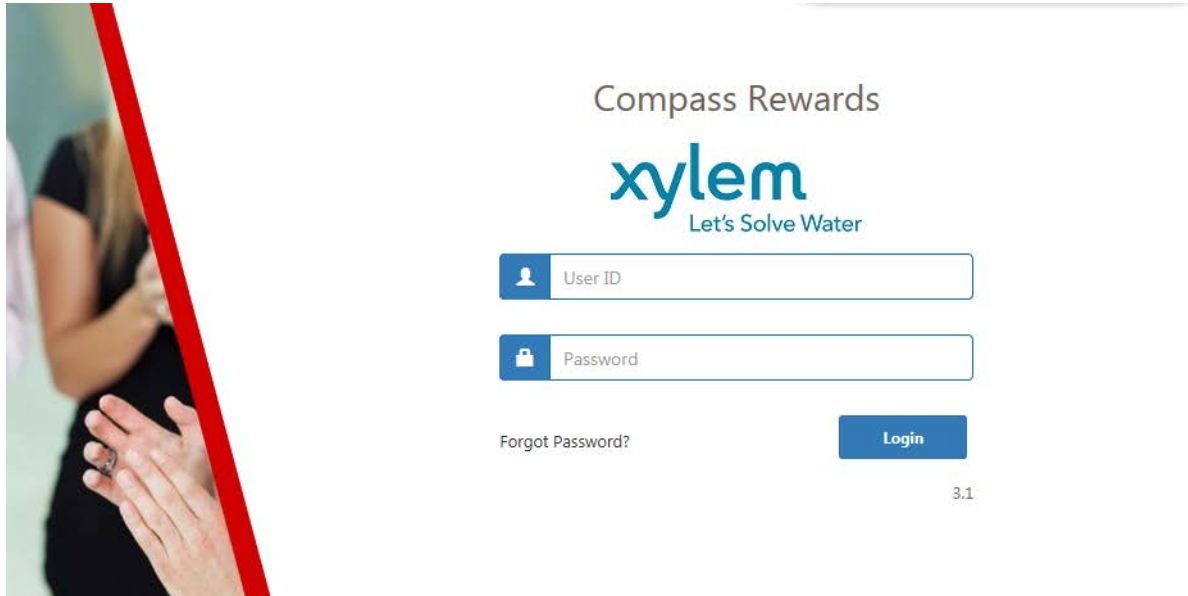 Compass Rewards
xylem
Let's Solve Water
User ID
Password
Forgot Password?
Login
3.1